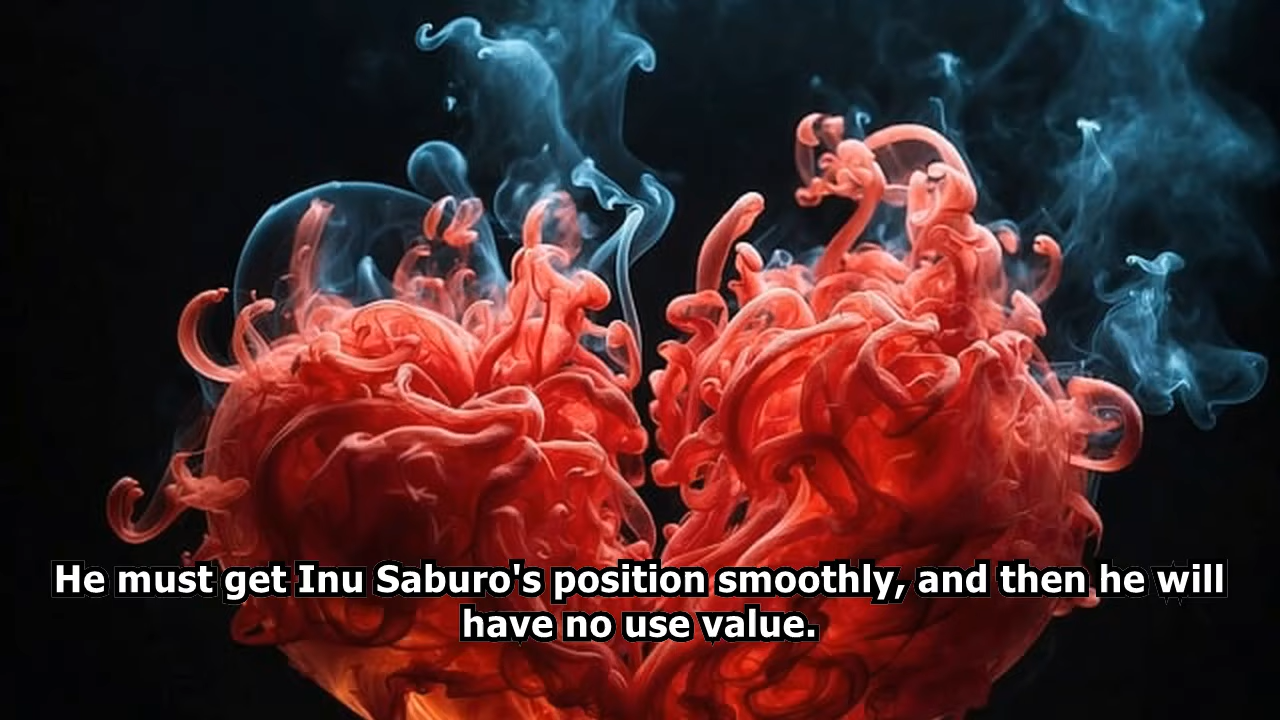 He must get Inu Saburo's position smoothly, and then he will
have no use value.